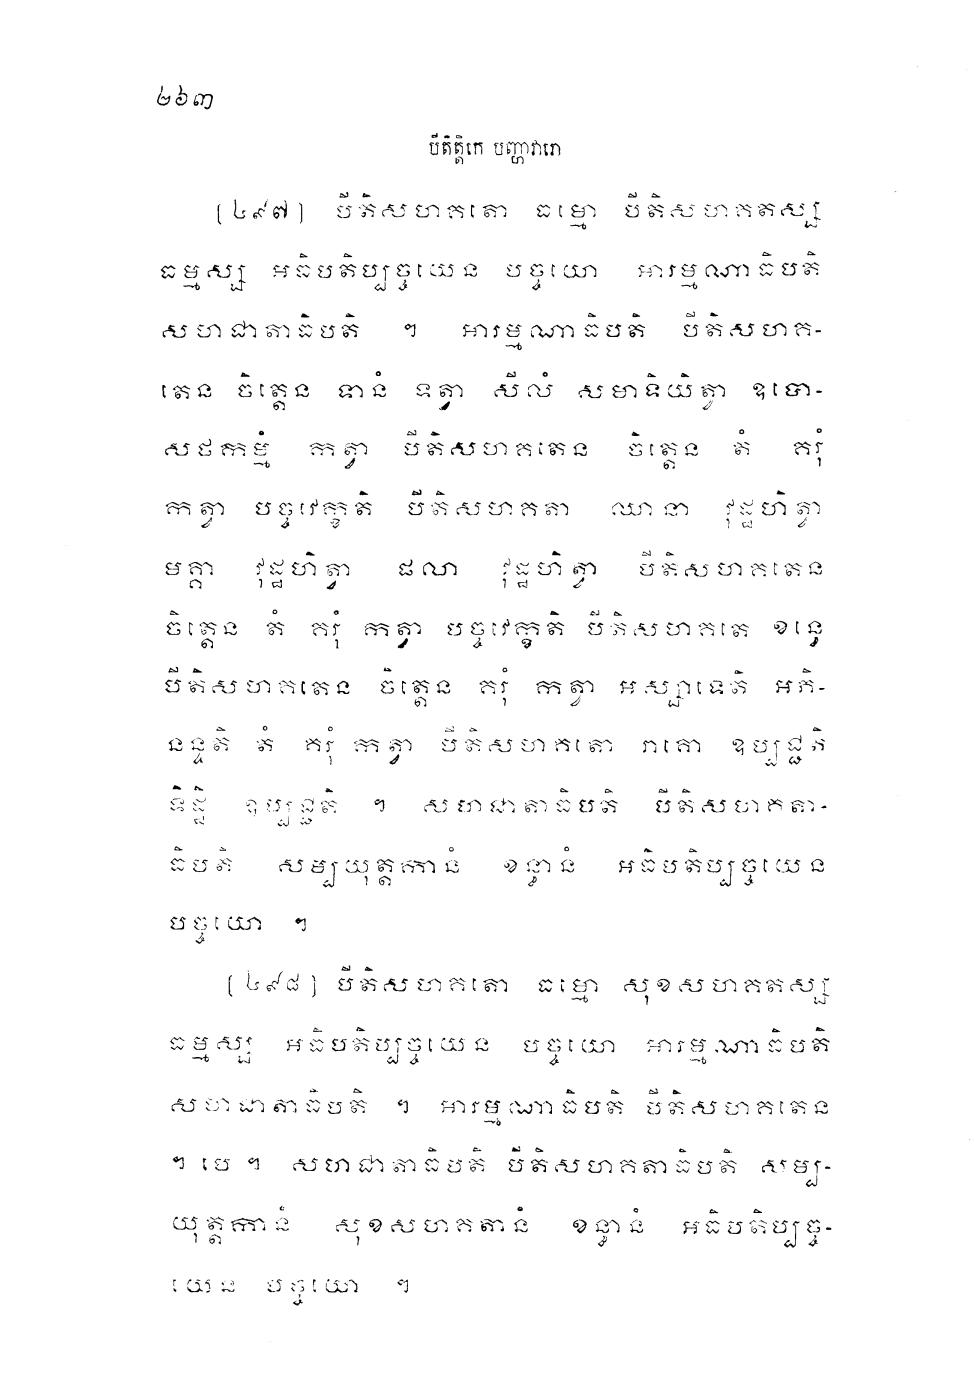 ២៦៣
បីតិត្តិកេ បញ្ហាវារោ
[៤៩៧] បីតិសហគតោ ធម្មោ បីតិសហគតស្ស
ធម្មស្ស អធិបតិប្បច្ចយេន បច្ចយោ អារម្មណាធិបតិ
សហជាតាធិបតិ ។ អារម្មណាធិបតិ បីតិសហគ-
តេន ចិត្តេន ទានំ ទត្វា សីលំ សមាទិយិត្វា ឧបោ-
សថកម្មំ កត្វា បីតិសហគតេន ចិត្តេន តំ គរុំ
កត្វា បច្ចវេក្ខតិ បីតិសហគតា ឈានា វុដ្ឋហិត្វា
មគ្គា វុដ្ឋហិត្វា ផលា វុដ្ឋហិត្វា បីតិសហគតេន
ចិត្តេន តំ គរុំ កត្វា បច្ចវេក្ខតិ បីតិសហគតេ ខន្ធេ
បីតិសហគតេន ចិត្តេន គរុំ កត្វា អស្សាទេតិ អភិ-
នន្ទតិ តំ គរុំ កត្វា បីតិសហគតោ រាគោ ឧប្បជ្ជតិ
ទិដ្ឋិ ឧប្បជ្ជតិ ។ សហជាតាធិបតិ បីតិសហគតា-
ធិបតិ សម្បយុត្តកានំ ខន្ធានំ អធិបតិប្បច្ចយេន
បច្ចយោ ។
[៤៩៨] បីតិសហគតោ ធម្មោ សុខសហគតស្ស
ធម្មស្ស អធិបតិប្បច្ចយេន បច្ចយោ អារម្មណាធិបតិ
សហជាតាធិបតិ ។ អារម្មណាធិបតិ បីតិសហគតេន
។ បេ ។ សហជាតាធិបតិ បីតិសហគតាធិបតិ សម្ប-
យុត្តកានំ សុខសហគតានំ ខន្ធានំ អធិបតិប្បច្ច-
យេន បច្ចយោ ។